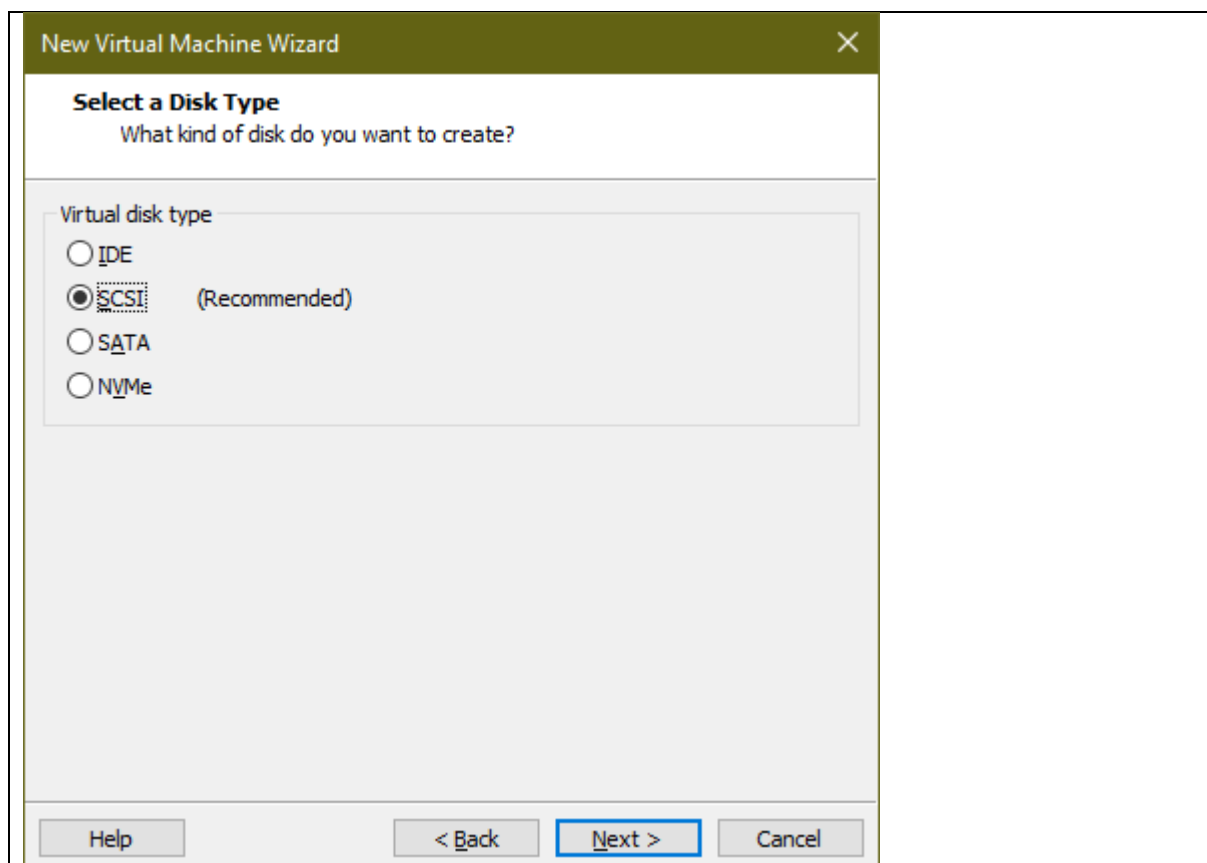 New Virtual Machine Wizard
Select a Disk Type
What kind of disk do you want to create?
Virtual disk type
IDE
SCSI (Recommended)
SATA
NVMe
Help < Back Next > Cancel